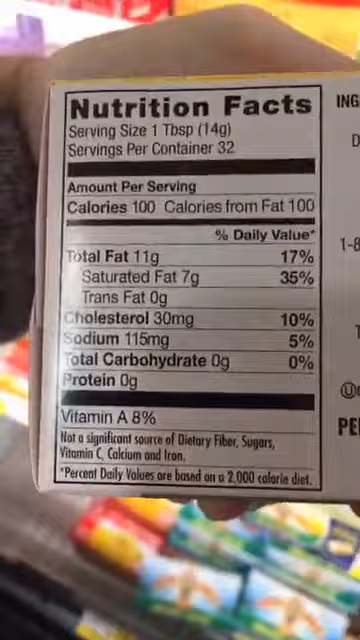 Nutrition Facts
Serving Size 1 Tbsp (14g)
Servings Per Container 32
Amount Per Serving
Calories 100 Calories from Fat 100
% Daily Value*
Total Fat 11g 17%
Saturated Fat 7g 35%
Trans Fat 0g
Cholesterol 30mg 10%
Sodium 115mg 5%
Total Carbohydrate 0g 0%
Protein 0g
Vitamin A 8%
Not a significant source of Dietary Fiber, Sugars,
Vitamin C, Calcium and Iron.
*Percent Daily Values are based on a 2,000 calorie diet.
ING
D
1-8
1
PE